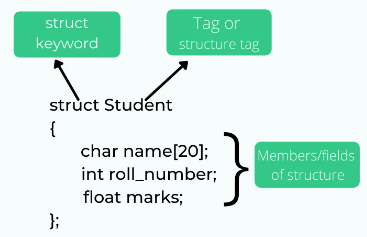 struct
keyword
Tag or
structure tag
struct Student
{
char name[20];
int roll_number;
float marks;
};
Members/fields
of structure